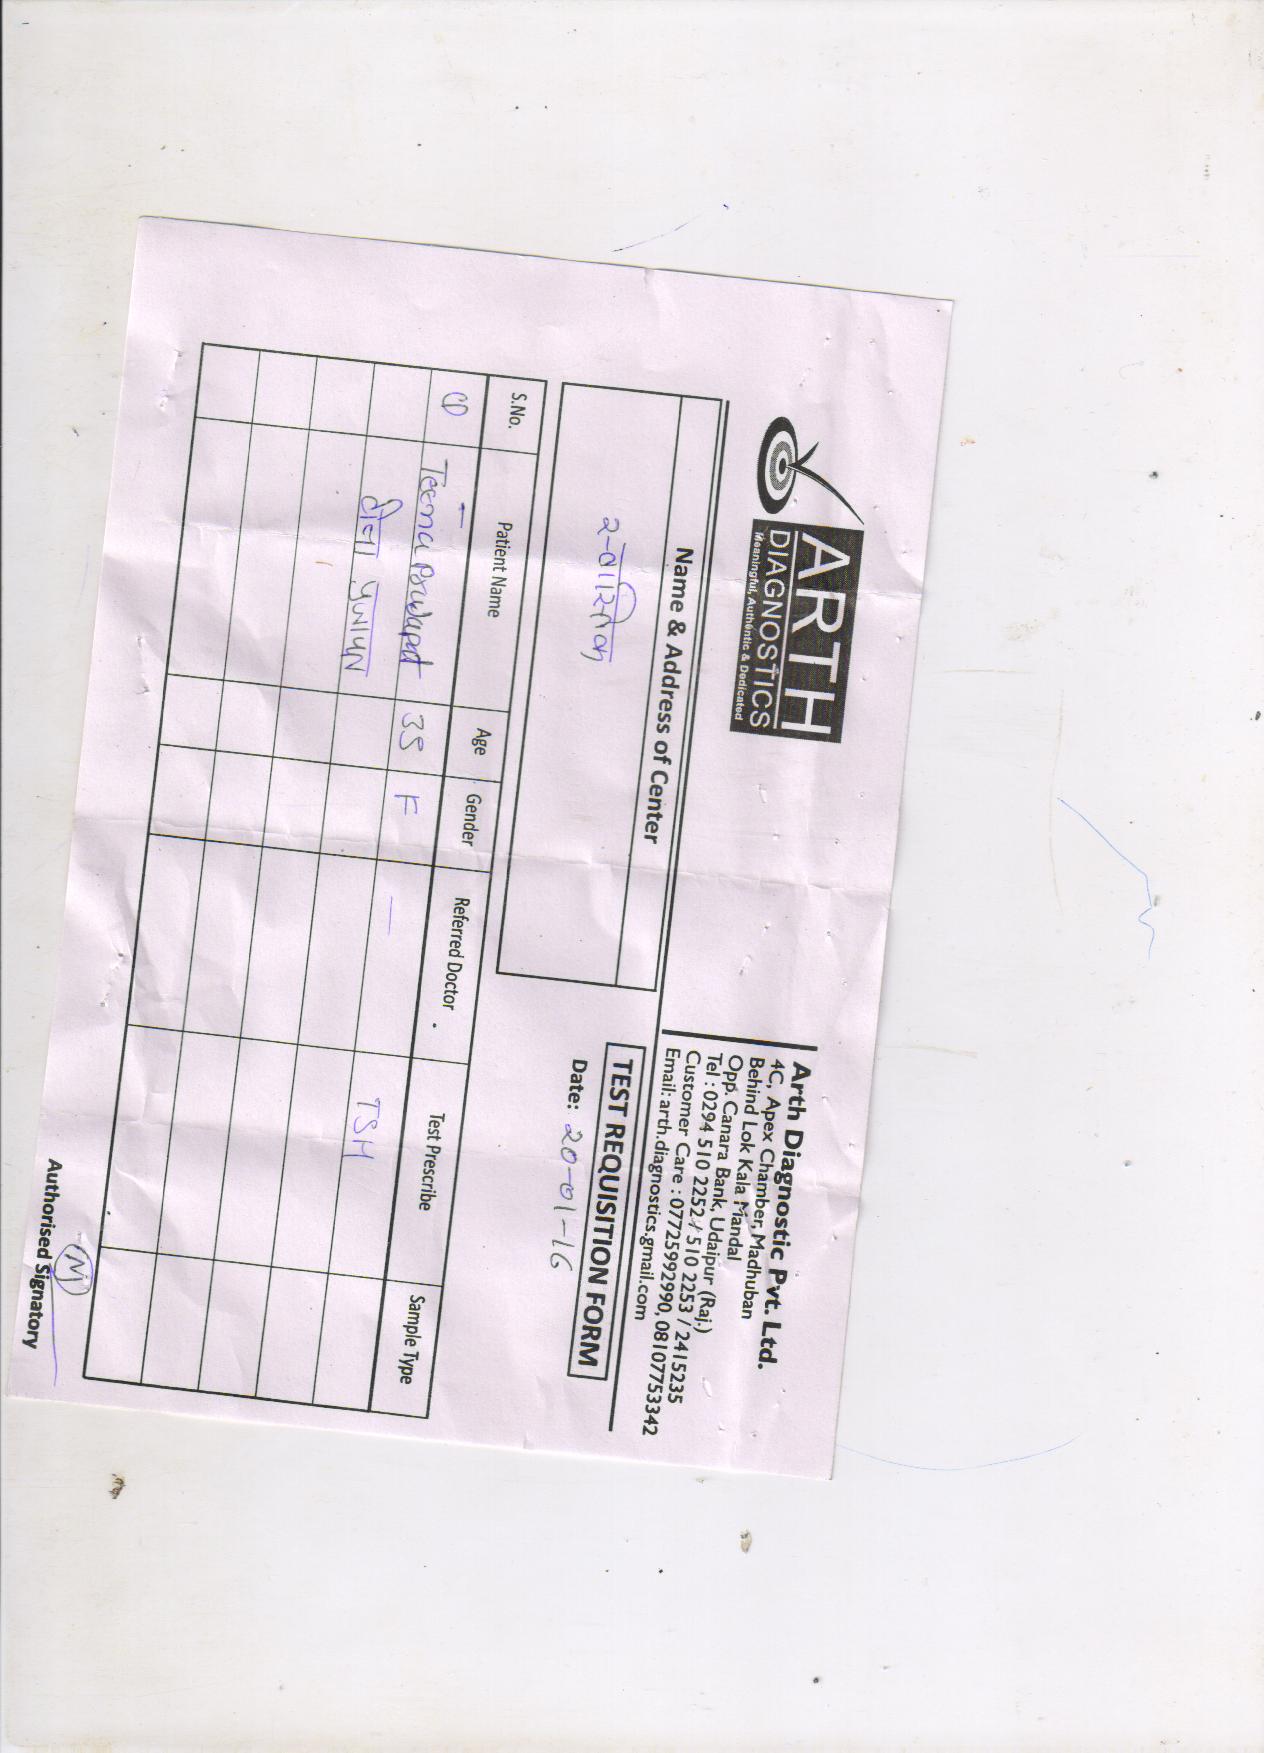 ARTH
DIAGNOSTICS
Meaningful, Authentic & Dedicated
Arth Diagnostic Pvt. Ltd.
4C, Apex Chamber, Madhuban
Behind Lok Kala Mandal
Opp. Canara Bank, Udaipur (Raj.)
Tel : 0294 510 2252 / 510 2253 / 2415235
Customer Care : 07725992990, 08107753342
Email: arth.diagnostics.gmail.com
Name & Address of Center
TEST REQUISITION FORM
Date: 20-01-16
S.No. Patient Name Age Gender Referred Doctor Test Prescribe Sample Type
1 Teena 35 F — TSH
Authorised Signatory